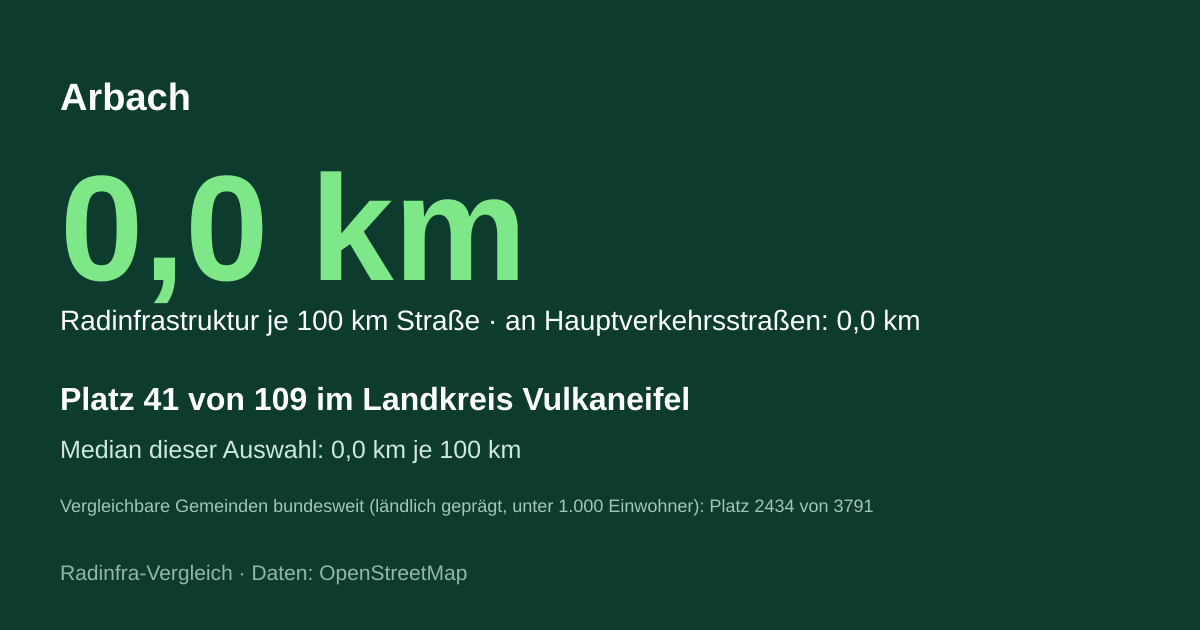 Arbach
0,0 km
Radinfrastruktur je 100 km Straße · an Hauptverkehrsstraßen: 0,0 km
Platz 41 von 109 im Landkreis Vulkaneifel
Median dieser Auswahl: 0,0 km je 100 km
Vergleichbare Gemeinden bundesweit (ländlich geprägt, unter 1.000 Einwohner): Platz 2434 von 3791
Radinfra-Vergleich · Daten: OpenStreetMap